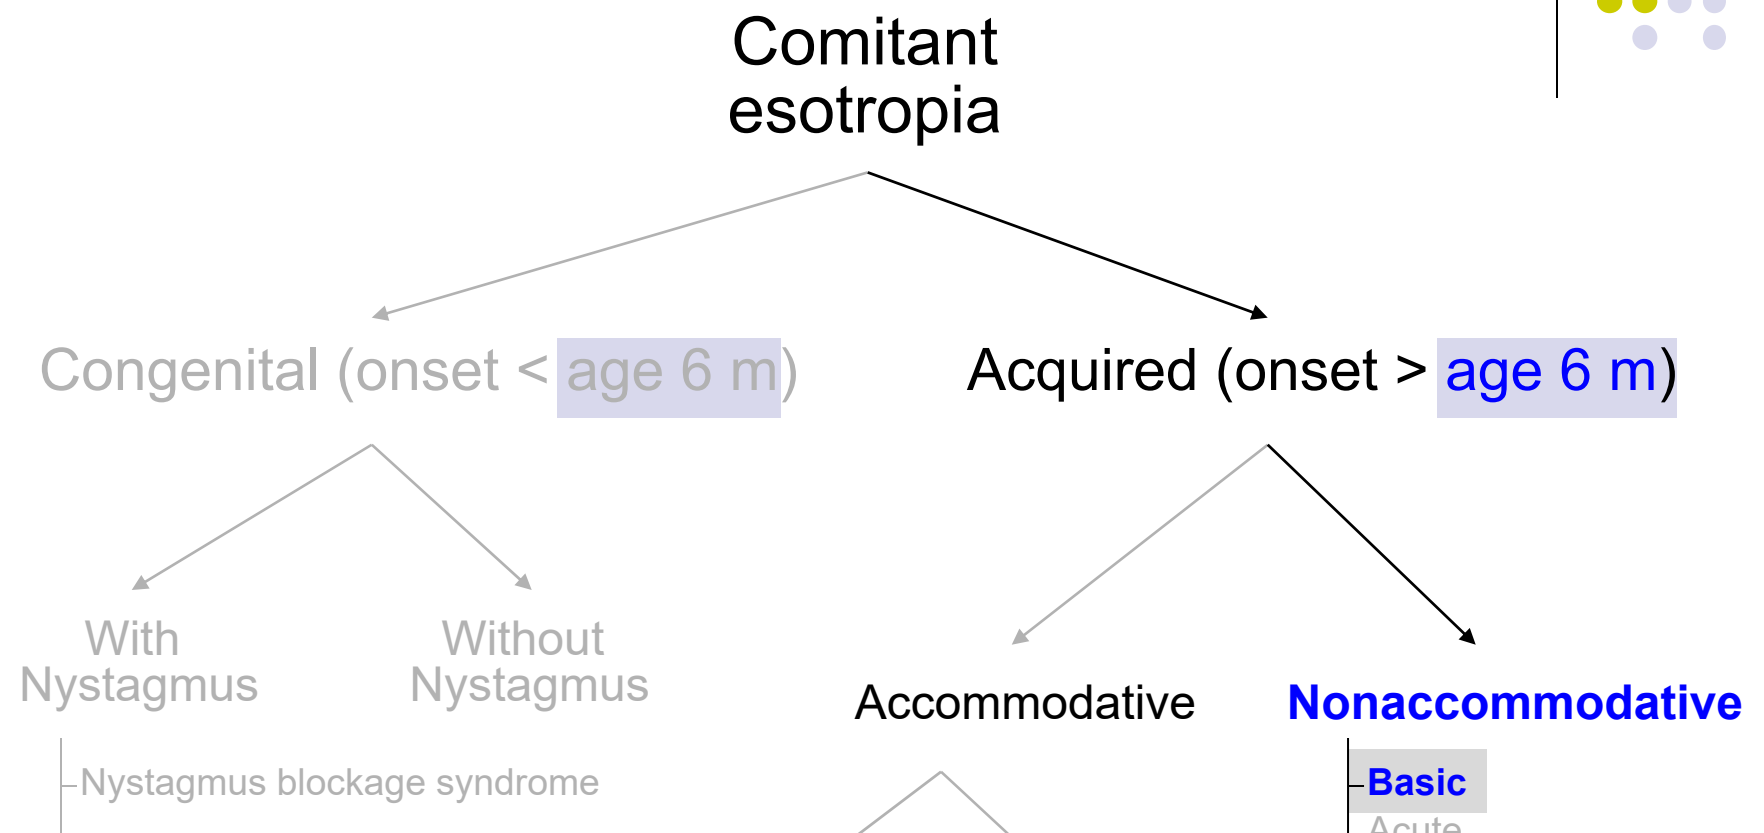 Comitant
esotropia
Congenital (onset < age 6 m)
Acquired (onset > age 6 m)
With
Nystagmus
Without
Nystagmus
Accommodative
Nonaccommodative
Nystagmus blockage syndrome
Basic
Acute